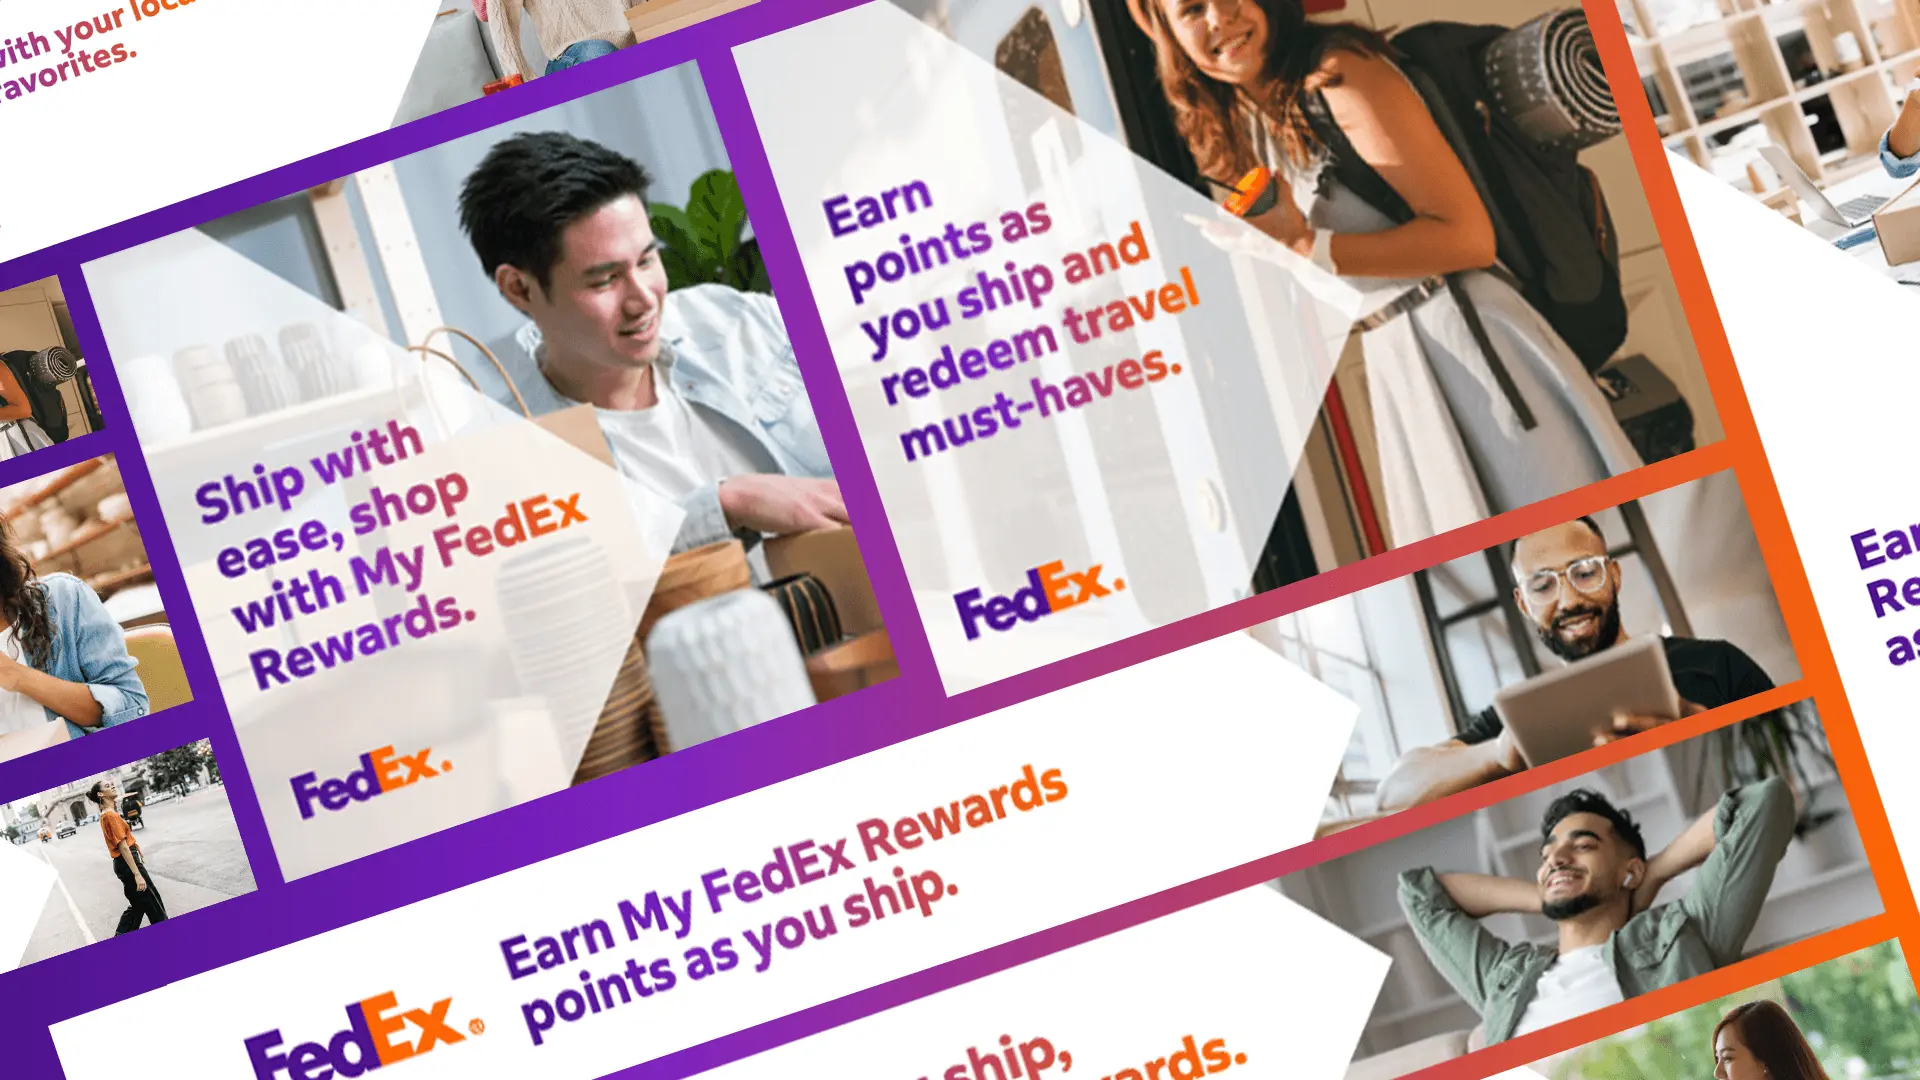 with your loca
favorites.
Ship with
ease, shop
with My FedEx
Rewards.
FedEx.
Earn
points as
you ship and
redeem travel
must-haves.
FedEx.
FedEx®
Earn My FedEx Rewards
points as you ship.
ship,
ards.
Ear
Re
as